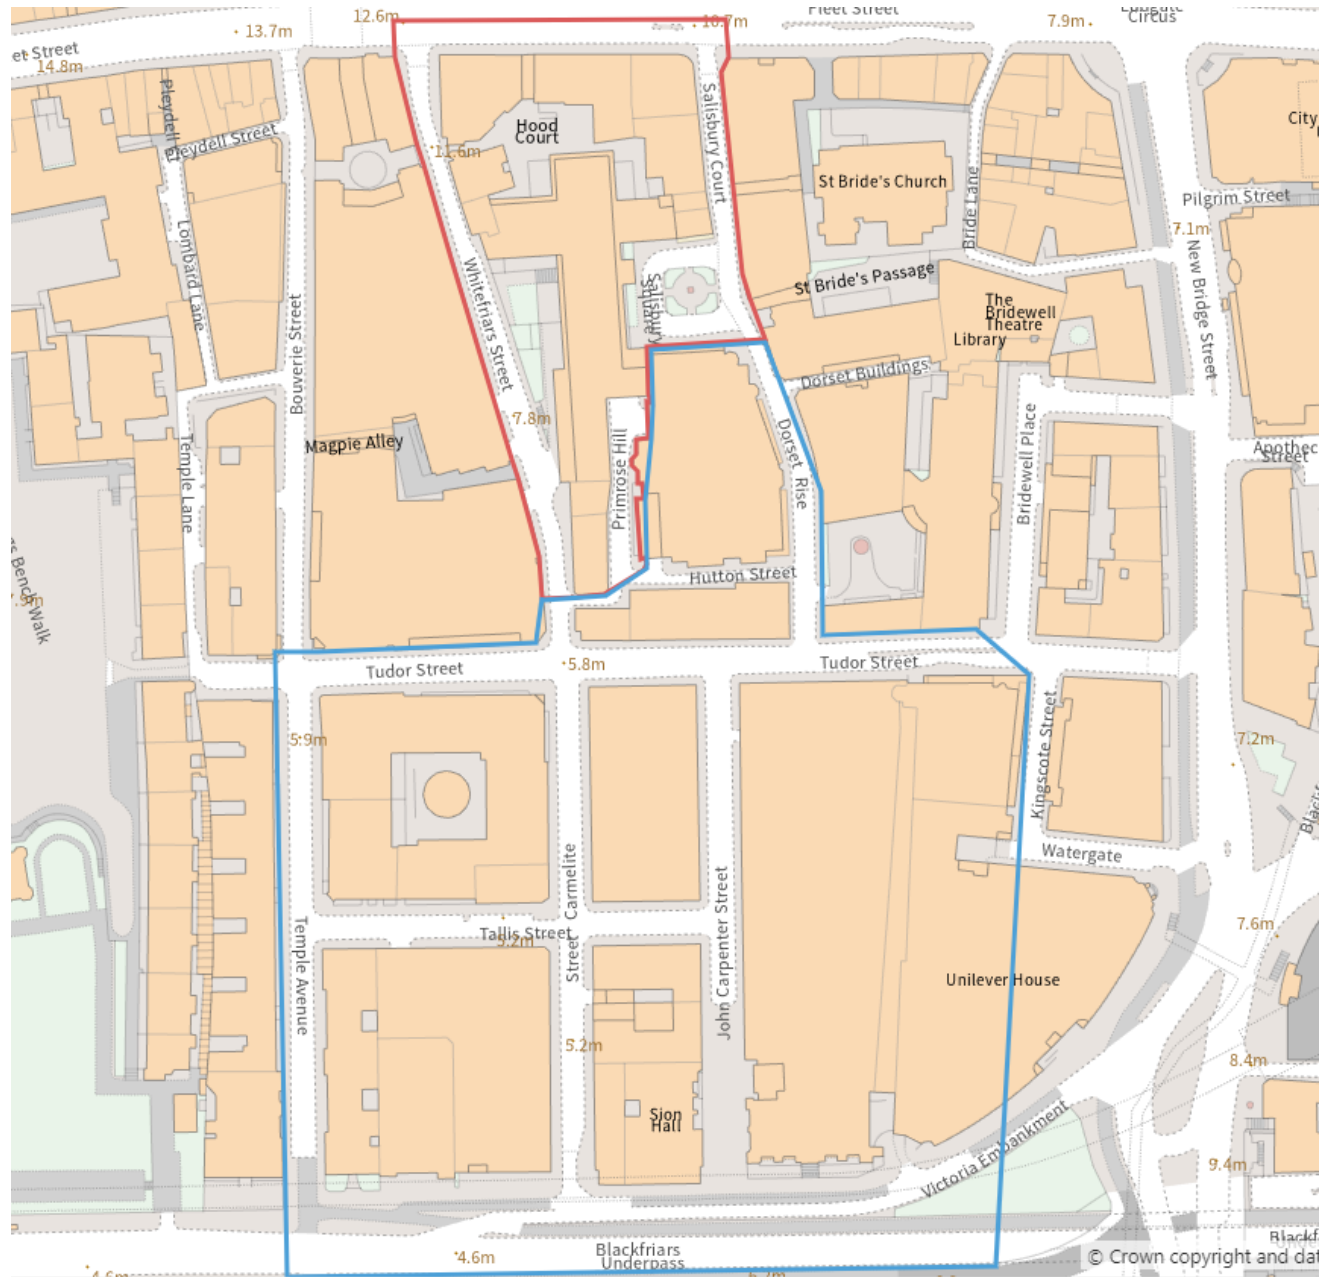 Fleet Street
Circus
12.6m
10.7m
7.9m
13.7m
et Street
14.8m
Pleydell Street
Hood
Court
11.6m
Salisbury Court
St Bride's Church
City
Pilgrim Street
7.1m
Bride Lane
Lombard Lane
Whitefriars Street
Salisbury
Square
St Bride's Passage
New Bridge Street
The
Bridewell
Theatre
Library
Bouverie Street
Dorset Buildings
7.8m
Magpie Alley
Temple Lane
Primrose Hill
Dorset Rise
Bridewell Place
Apothec
Street
s Bench Walk
Hutton Street
Tudor Street
5.8m
Tudor Street
5.9m
Kingscote Street
7.2m
Blackf
Watergate
Carmelite
Street
John Carpenter Street
Tallis Street
5.2m
Temple Avenue
7.6m
Unilever House
5.2m
8.4m
Sion
Hall
Victoria Embankment
9.4m
Blackfriars
Underpass
4.6m
4.6m
Blackf
© Crown copyright and dat